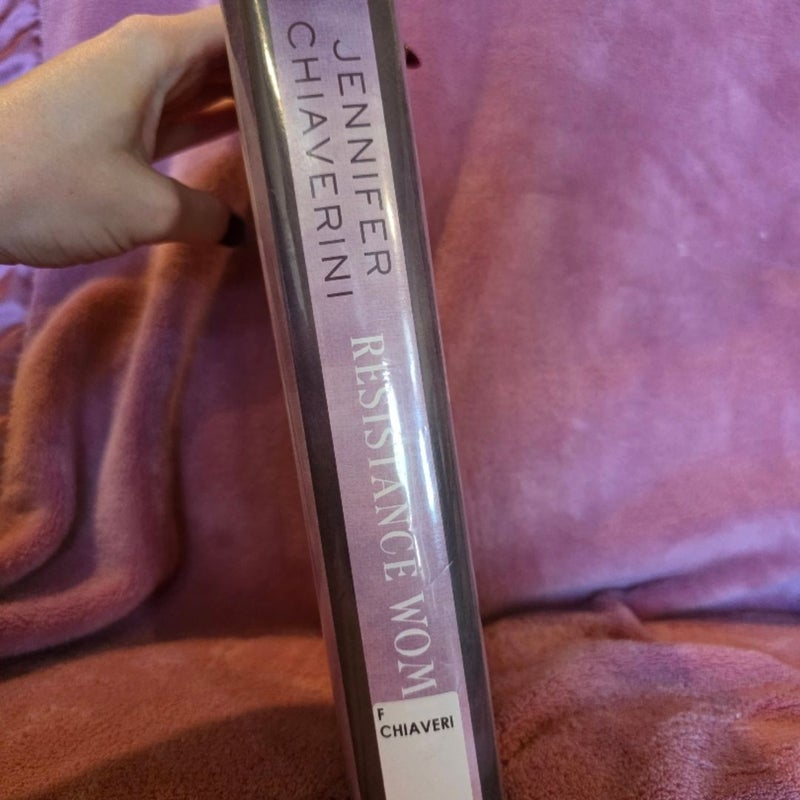 JENNIFER
CHIAVERINI
RESISTANCE WOM
F
CHIAVERI